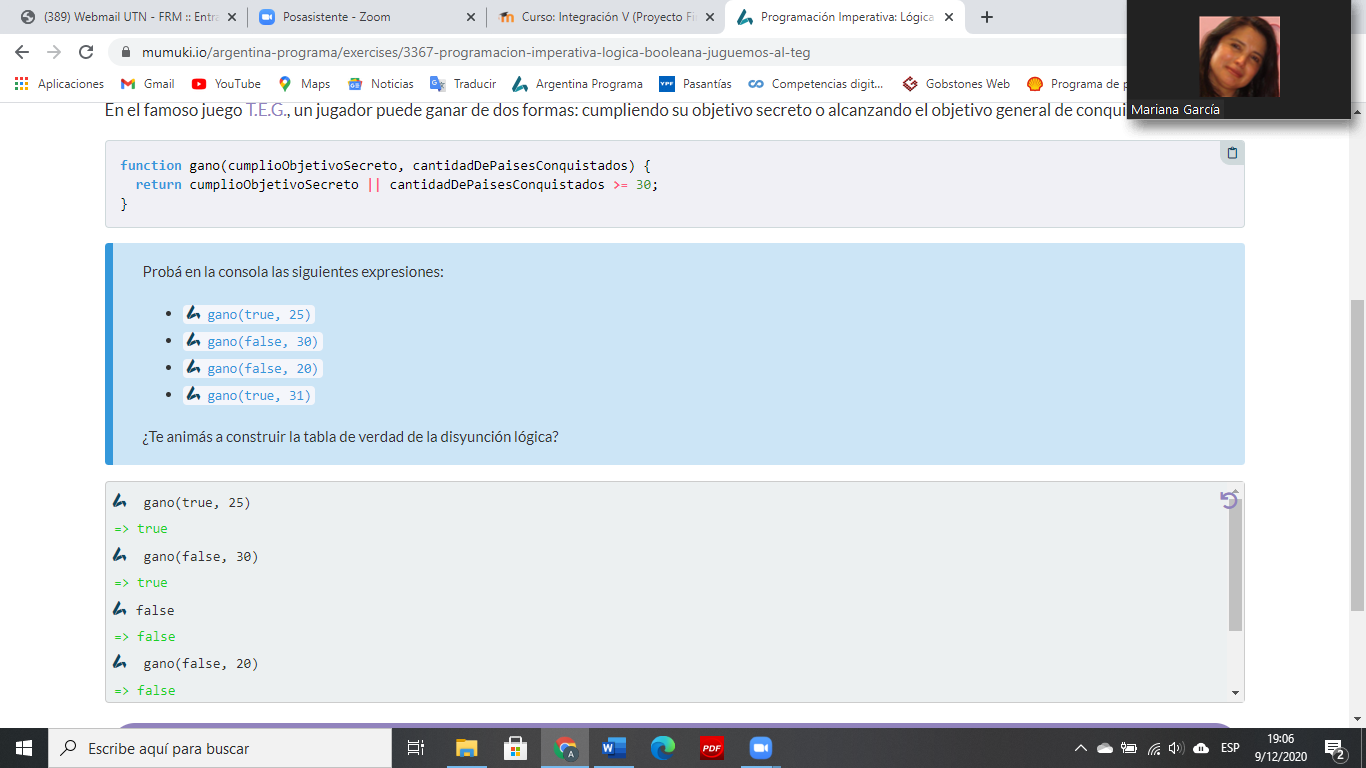 (389) Webmail UTN - FRM :: Entra
Posasistente - Zoom
Curso: Integración V (Proyecto Fi
Programación Imperativa: Lógica
mumuki.io/argentina-programa/exercises/3367-programacion-imperativa-logica-booleana-juguemos-al-teg
Aplicaciones
Gmail
YouTube
Maps
Noticias
Traducir
Argentina Programa
YPF
Pasantías
Competencias digit...
Gobstones Web
Programa de p
Mariana García
En el famoso juego T.E.G., un jugador puede ganar de dos formas: cumpliendo su objetivo secreto o alcanzando el objetivo general de conqui
function gano(cumplioObjetivoSecreto, cantidadDePaisesConquistados) {
return cumplioObjetivoSecreto || cantidadDePaisesConquistados >= 30;
}
Probá en la consola las siguientes expresiones:
gano(true, 25)
gano(false, 30)
gano(false, 20)
gano(true, 31)
¿Te animás a construir la tabla de verdad de la disyunción lógica?
gano(true, 25)
=> true
gano(false, 30)
=> true
false
=> false
gano(false, 20)
=> false
Escribe aquí para buscar
A
W
PDF
ESP
19:06
9/12/2020
2